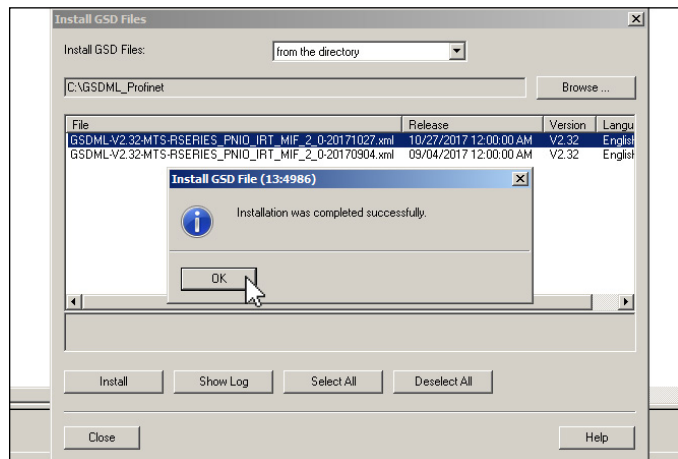 Install GSD Files
Install GSD Files:
from the directory
C:\GSDML_Profinet
Browse ...
File Release Version Langu
GSDML-V2.32-MTS-RSERIES_PNIO_IRT_MIF_2_0-20171027.xml 10/27/2017 12:00:00 AM V2.32 English
GSDML-V2.32-MTS-RSERIES_PNIO_IRT_MIF_2_0-20170904.xml 09/04/2017 12:00:00 AM V2.32 English
Install GSD File (13:4986)
Installation was completed successfully.
OK
Install Show Log Select All Deselect All
Close Help